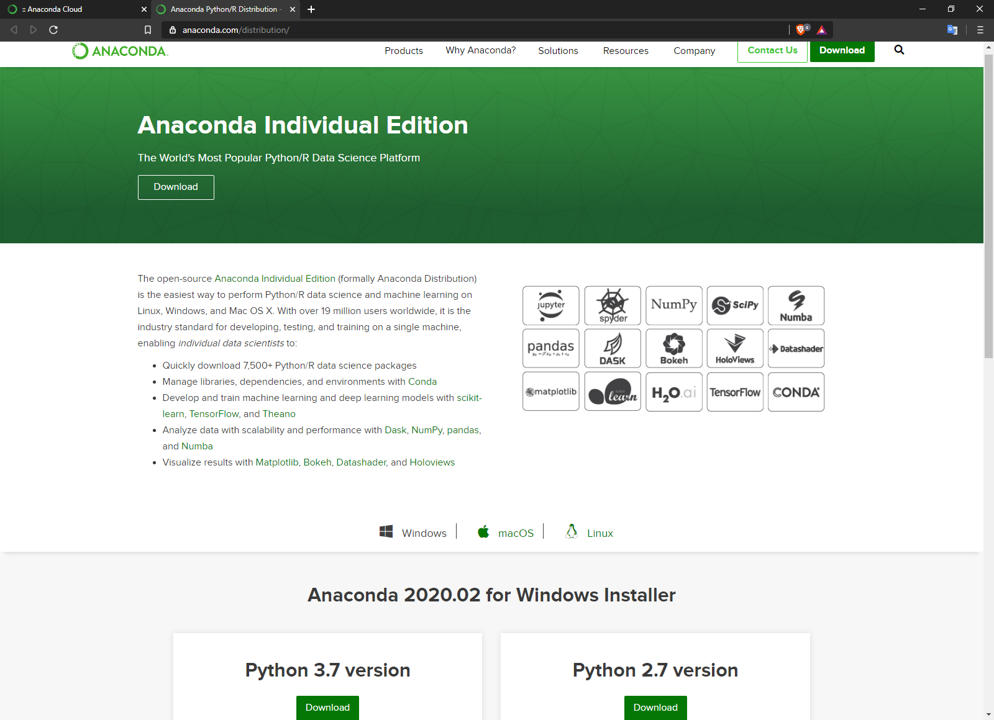 :: Anaconda Cloud
Anaconda Python/R Distribution -
anaconda.com/distribution/
ANACONDA
Products
Why Anaconda?
Solutions
Resources
Company
Contact Us
Download
Anaconda Individual Edition
The World's Most Popular Python/R Data Science Platform
Download
The open-source Anaconda Individual Edition (formally Anaconda Distribution)
is the easiest way to perform Python/R data science and machine learning on
Linux, Windows, and Mac OS X. With over 19 million users worldwide, it is the
industry standard for developing, testing, and training on a single machine,
enabling individual data scientists to:
Quickly download 7,500+ Python/R data science packages
Manage libraries, dependencies, and environments with Conda
Develop and train machine learning and deep learning models with scikit-
learn, TensorFlow, and Theano
Analyze data with scalability and performance with Dask, NumPy, pandas,
and Numba
Visualize results with Matplotlib, Bokeh, Datashader, and Holoviews
jupyter
spyder
NumPy
SciPy
Numba
pandas
DASK
Bokeh
HoloViews
Datashader
matplotlib
learn
H2O.ai
TensorFlow
CONDA
Windows
macOS
Linux
Anaconda 2020.02 for Windows Installer
Python 3.7 version
Download
Python 2.7 version
Download